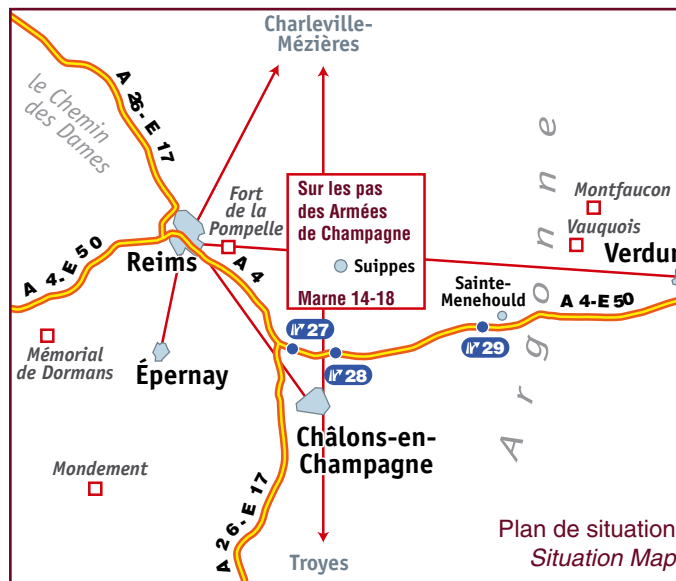 Charleville-
Mézières
A 26-E 17
le Chemin
des Dames
Argonne
Fort
de la
Pompelle
Sur les pas
des Armées
de Champagne
Suippes
Marne 14-18
Montfaucon
Vauquois
Verdun
Reims
A 4
A 4-E 50
Sainte-
Menehould
A 4-E 50
27
28
29
Mémorial
de Dormans
Épernay
Châlons-en-
Champagne
Mondement
A 26-E 17
Troyes
Plan de situation
Situation Map